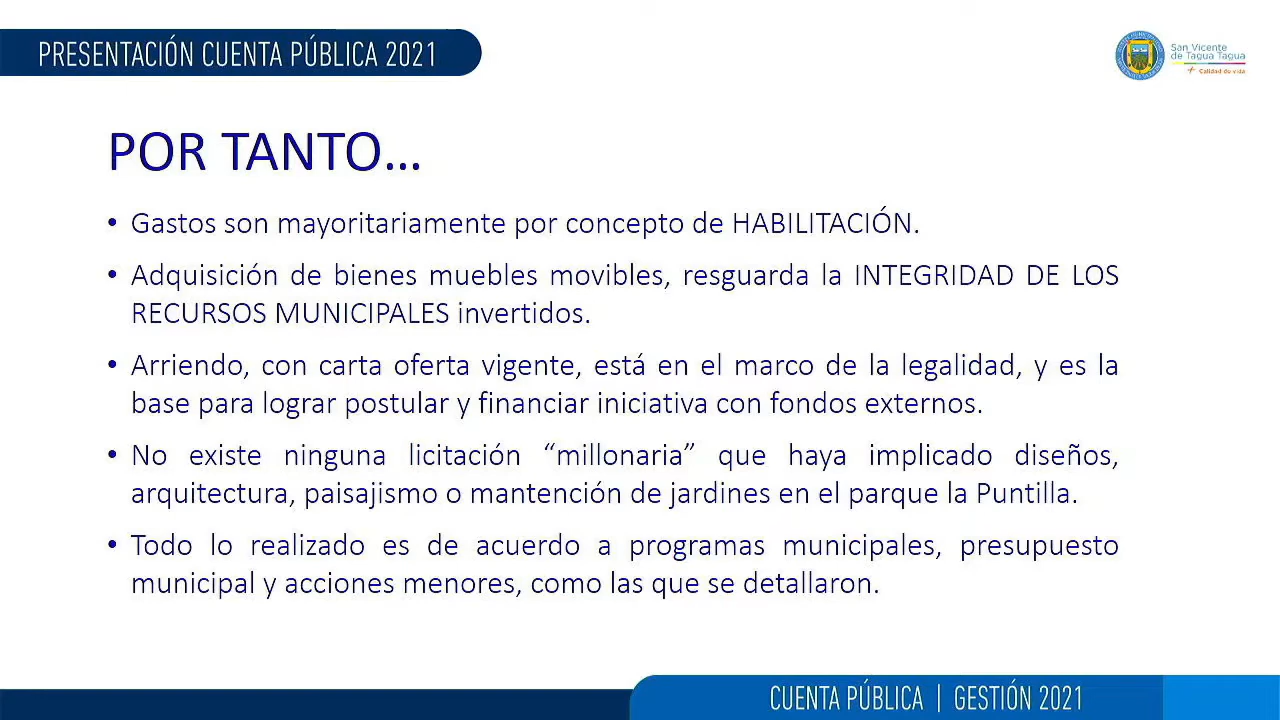 PRESENTACIÓN CUENTA PÚBLICA 2021
San Vicente
de Tagua Tagua
+ Calidad de vida
POR TANTO...
• Gastos son mayoritariamente por concepto de HABILITACIÓN.
• Adquisición de bienes muebles movibles, resguarda la INTEGRIDAD DE LOS
RECURSOS MUNICIPALES invertidos.
• Arriendo, con carta oferta vigente, está en el marco de la legalidad, y es la
base para lograr postular y financiar iniciativa con fondos externos.
• No existe ninguna licitación “millonaria” que haya implicado diseños,
arquitectura, paisajismo o mantención de jardines en el parque la Puntilla.
• Todo lo realizado es de acuerdo a programas municipales, presupuesto
municipal y acciones menores, como las que se detallaron.
CUENTA PÚBLICA | GESTIÓN 2021